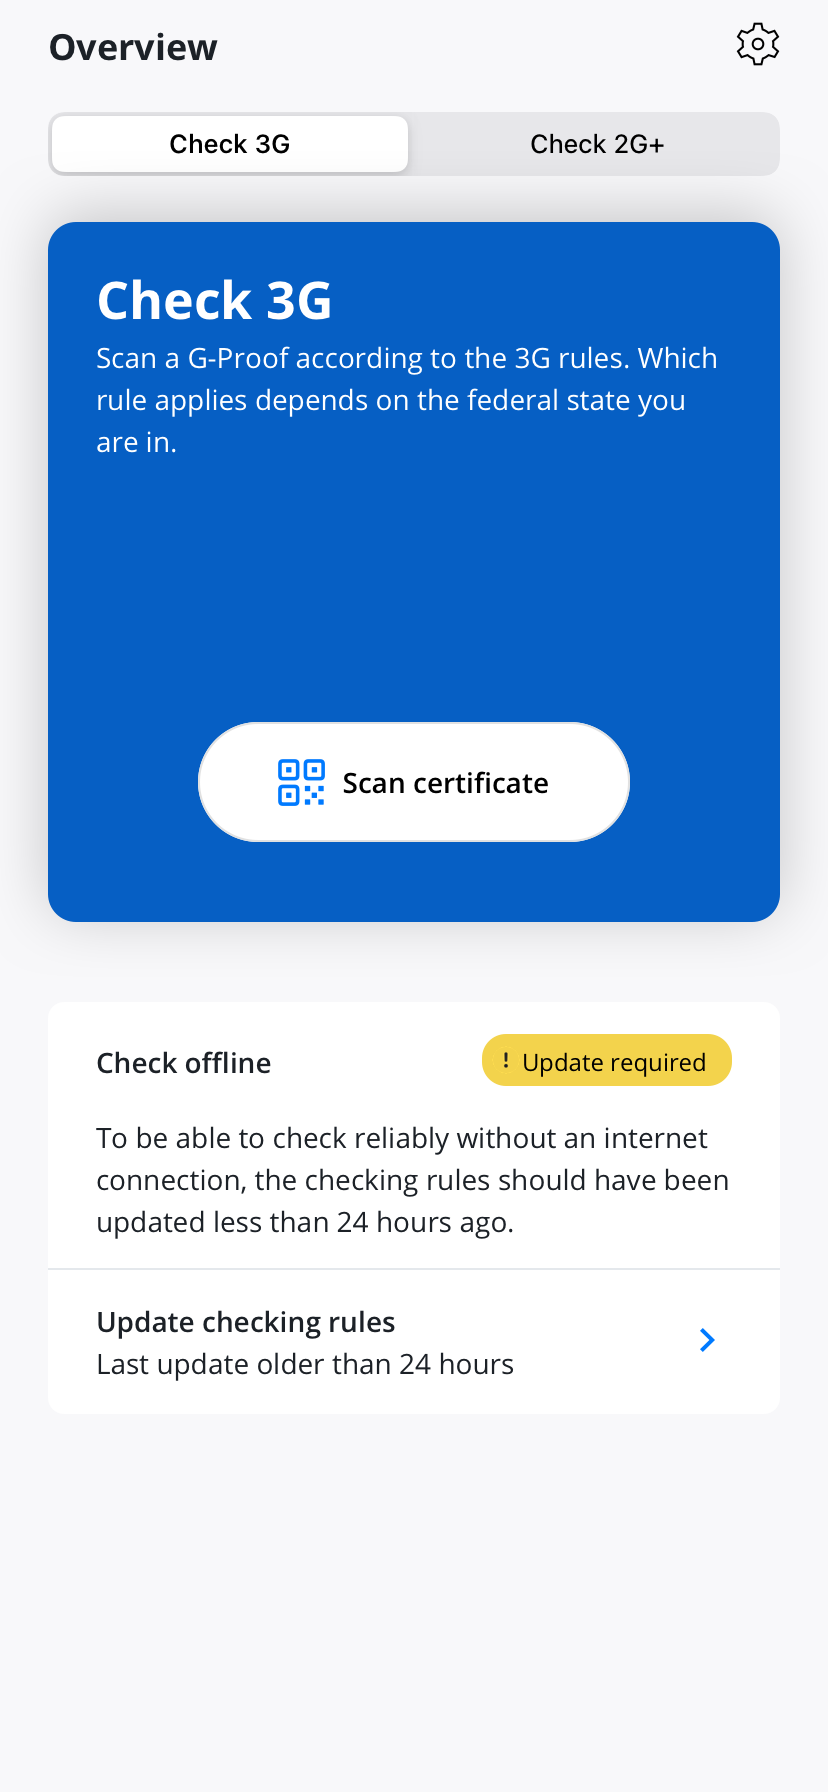 Overview
Check 3G
Check 2G+
Check 3G
Scan a G-Proof according to the 3G rules. Which
rule applies depends on the federal state you
are in.
Scan certificate
Check offline
! Update required
To be able to check reliably without an internet
connection, the checking rules should have been
updated less than 24 hours ago.
Update checking rules
Last update older than 24 hours